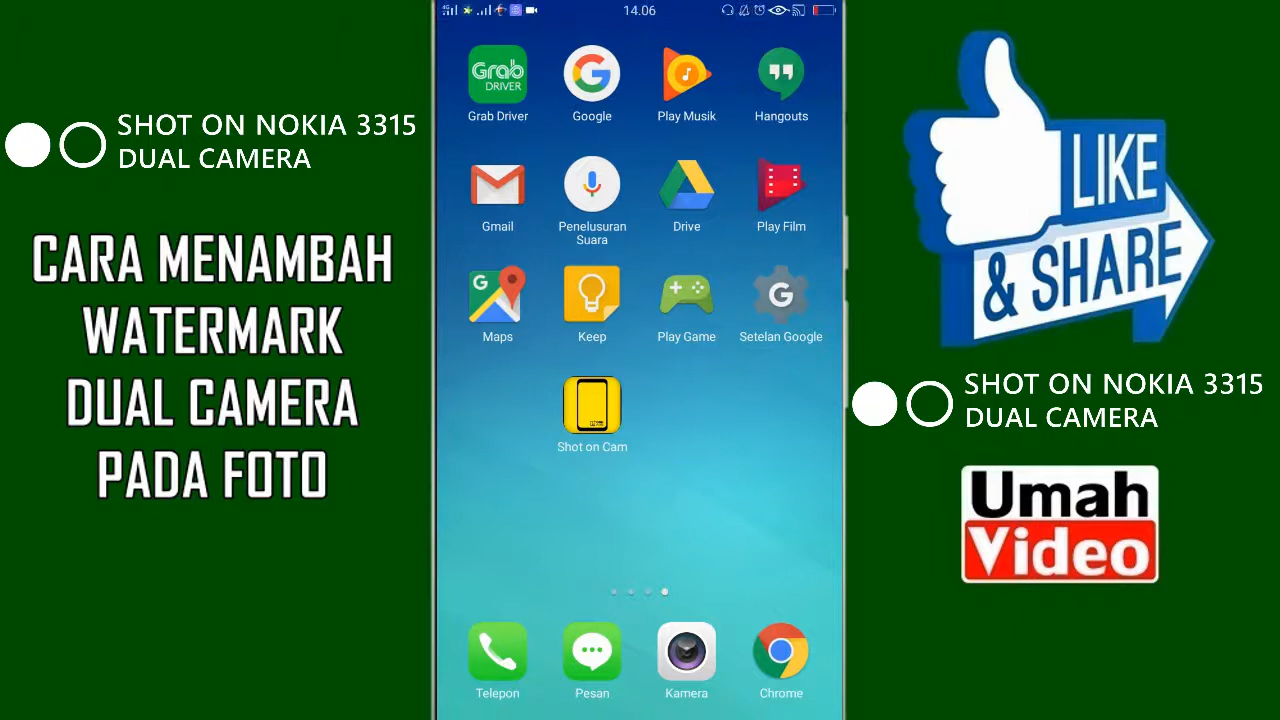 14.06
SHOT ON NOKIA 3315
DUAL CAMERA
CARA MENAMBAH
WATERMARK
DUAL CAMERA
PADA FOTO
Grab
DRIVER
Grab Driver
Google
Play Musik
Hangouts
Gmail
Penelusuran
Suara
Drive
Play Film
G
Maps
Keep
Play Game
G
Setelan Google
Shot on Cam
Telepon
Pesan
Kamera
Chrome
LIKE
& SHARE
SHOT ON NOKIA 3315
DUAL CAMERA
Umah
Video